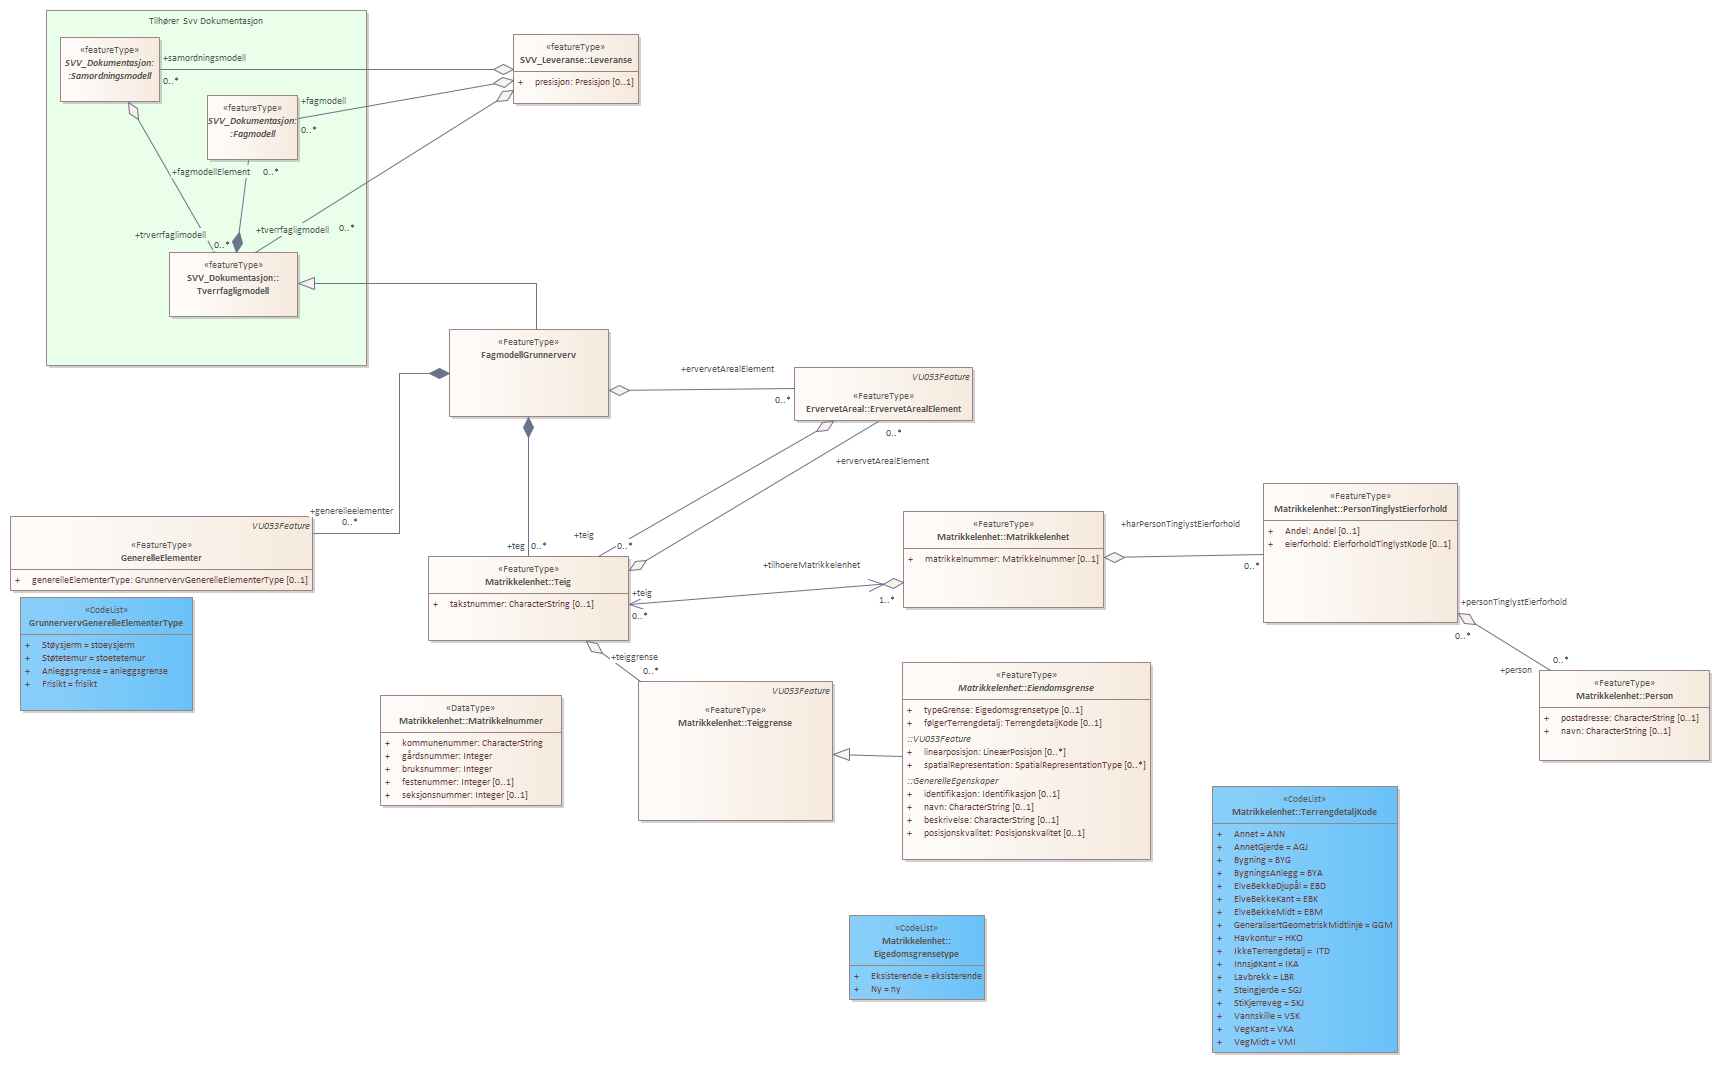 Tilhører Svv Dokumentasjon
«featureType»
SVV_Dokumentasjon:
:Samordningsmodell
+samordningsmodell
0..*
«featureType»
SVV_Leveranse::Leveranse
+ presisjon: Presisjon [0..1]
«featureType»
SVV_Dokumentasjon:
:Fagmodell
+fagmodell
0..*
+fagmodellElement
0..*
+trverrfaglimodell
0..*
+tverrfagligmodell
0..*
«featureType»
SVV_Dokumentasjon::
Tverrfagligmodell
«FeatureType»
FagmodellGrunnerverv
+ervervetArealElement
0..*
VU053Feature
«FeatureType»
ErvervetAreal::ErvervetArealElement
0..*
+ervervetArealElement
+generelleelementer
0..*
VU053Feature
«FeatureType»
GenerelleElementer
+ generelleElementerType: GrunnervervGenerelleElementerType [0..1]
«CodeList»
GrunnervervGenerelleElementerType
+ Støysjerm = stoeysjerm
+ Støtetemur = stoetetemur
+ Anleggsgrense = anleggsgrense
+ Frisikt = frisikt
+teg 0..*
+teig
0..*
«FeatureType»
Matrikkelenhet::Teig
+ takstnummer: CharacterString [0..1]
+teig
0..*
+tilhoereMatrikkelenhet
1..*
«FeatureType»
Matrikkelenhet::Matrikkelenhet
+ matrikkelnummer: Matrikkelnummer [0..1]
+harPersonTinglystEierforhold
0..*
«FeatureType»
Matrikkelenhet::PersonTinglystEierforhold
+ Andel: Andel [0..1]
+ eierforhold: EierforholdTinglystKode [0..1]
+personTinglystEierforhold
0..*
0..*
+person
«FeatureType»
Matrikkelenhet::Person
+ postadresse: CharacterString [0..1]
+ navn: CharacterString [0..1]
+teiggrense
0..*
VU053Feature
«FeatureType»
Matrikkelenhet::Teiggrense
«DataType»
Matrikkelenhet::Matrikkelnummer
+ kommunenummer: CharacterString
+ gårdsnummer: Integer
+ bruksnummer: Integer
+ festenummer: Integer [0..1]
+ seksjonsnummer: Integer [0..1]
«FeatureType»
Matrikkelenhet::Eiendomsgrense
+ typeGrense: Eigedomsgrensetype [0..1]
+ følgerTerrengdetalj: TerrengdetaljKode [0..1]
::VU053Feature
+ linearposisjon: LineærPosisjon [0..*]
+ spatialRepresentation: SpatialRepresentationType [0..*]
::GenerelleEgenskaper
+ identifikasjon: Identifikasjon [0..1]
+ navn: CharacterString [0..1]
+ beskrivelse: CharacterString [0..1]
+ posisjonskvalitet: Posisjonskvalitet [0..1]
«CodeList»
Matrikkelenhet::
Eigedomsgrensetype
+ Eksisterende = eksisterende
+ Ny = ny
«CodeList»
Matrikkelenhet::TerrengdetaljKode
+ Annet = ANN
+ AnnetGjerde = AGJ
+ Bygning = BYG
+ BygningsAnlegg = BYA
+ ElveBekkeDjupål = EBD
+ ElveBekkeKant = EBK
+ ElveBekkeMidt = EBM
+ GeneralisertGeometriskMidtlinje = GGM
+ Havkontur = HKO
+ IkkeTerrengdetalj = ITD
+ InnsjøKant = IKA
+ Lavbrekk = LBR
+ Steingjerde = SGJ
+ StiKjerreveg = SKJ
+ Vannskille = VSK
+ VegKant = VKA
+ VegMidt = VMI